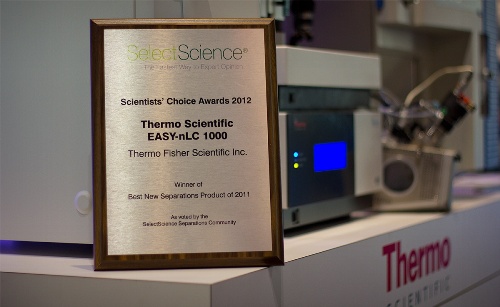 SelectScience®
Scientists' Choice Awards 2012
Thermo Scientific
EASY-nLC 1000
Thermo Fisher Scientific Inc.
Winner of
Best New Separations Product of 2011
As voted by the
SelectScience Separations Community
Thermo
SCIENTIFIC